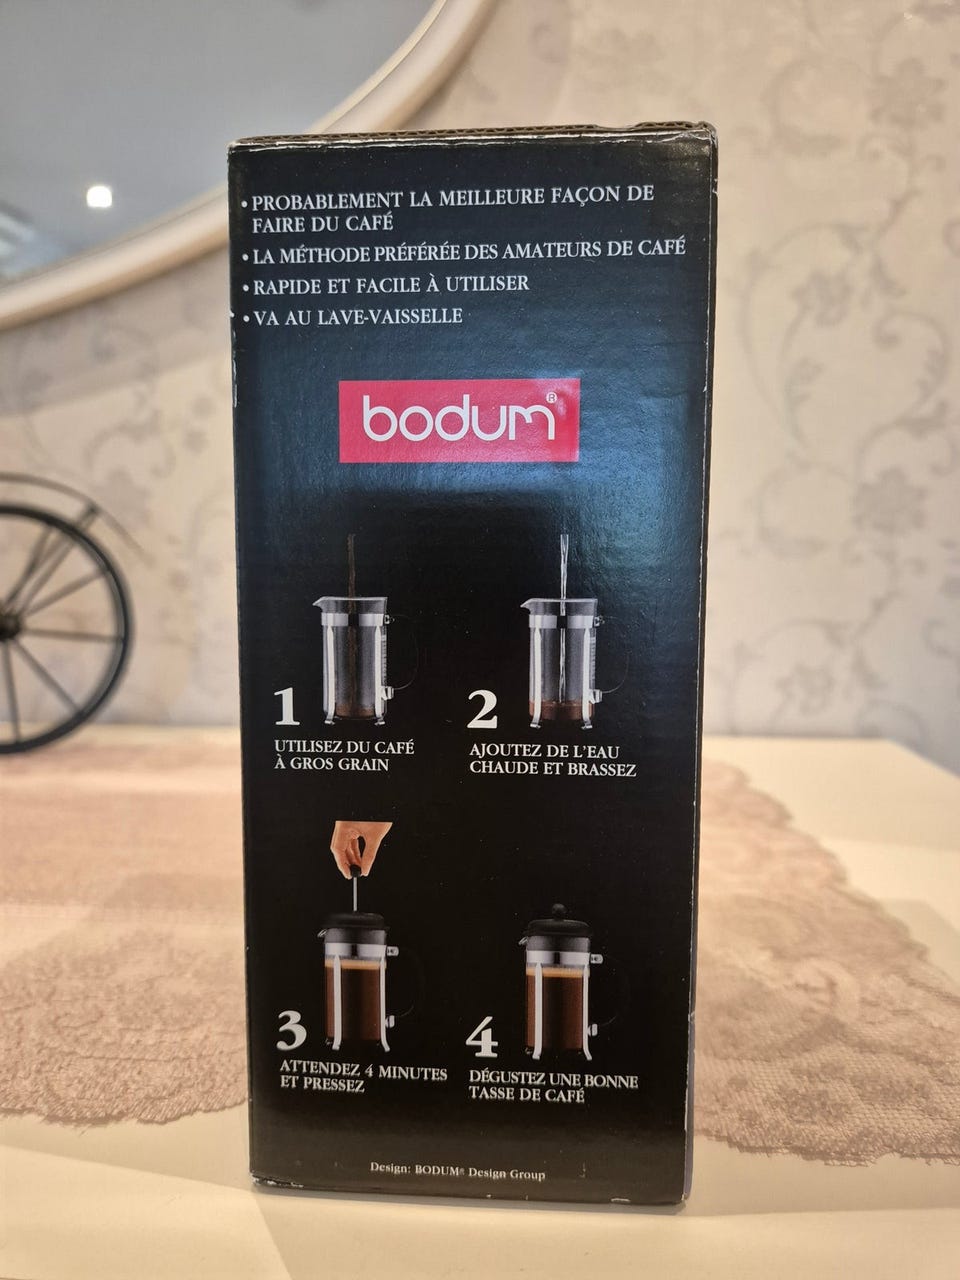 • PROBABLEMENT LA MEILLEURE FAÇON DE
FAIRE DU CAFÉ
• LA MÉTHODE PRÉFÉRÉE DES AMATEURS DE CAFÉ
• RAPIDE ET FACILE À UTILISER
• VA AU LAVE-VAISSELLE
bodum®
1
UTILISEZ DU CAFÉ
À GROS GRAIN
2
AJOUTEZ DE L'EAU
CHAUDE ET BRASSEZ
3
ATTENDEZ 4 MINUTES
ET PRESSEZ
4
DÉGUSTEZ UNE BONNE
TASSE DE CAFÉ
Design: BODUM® Design Group